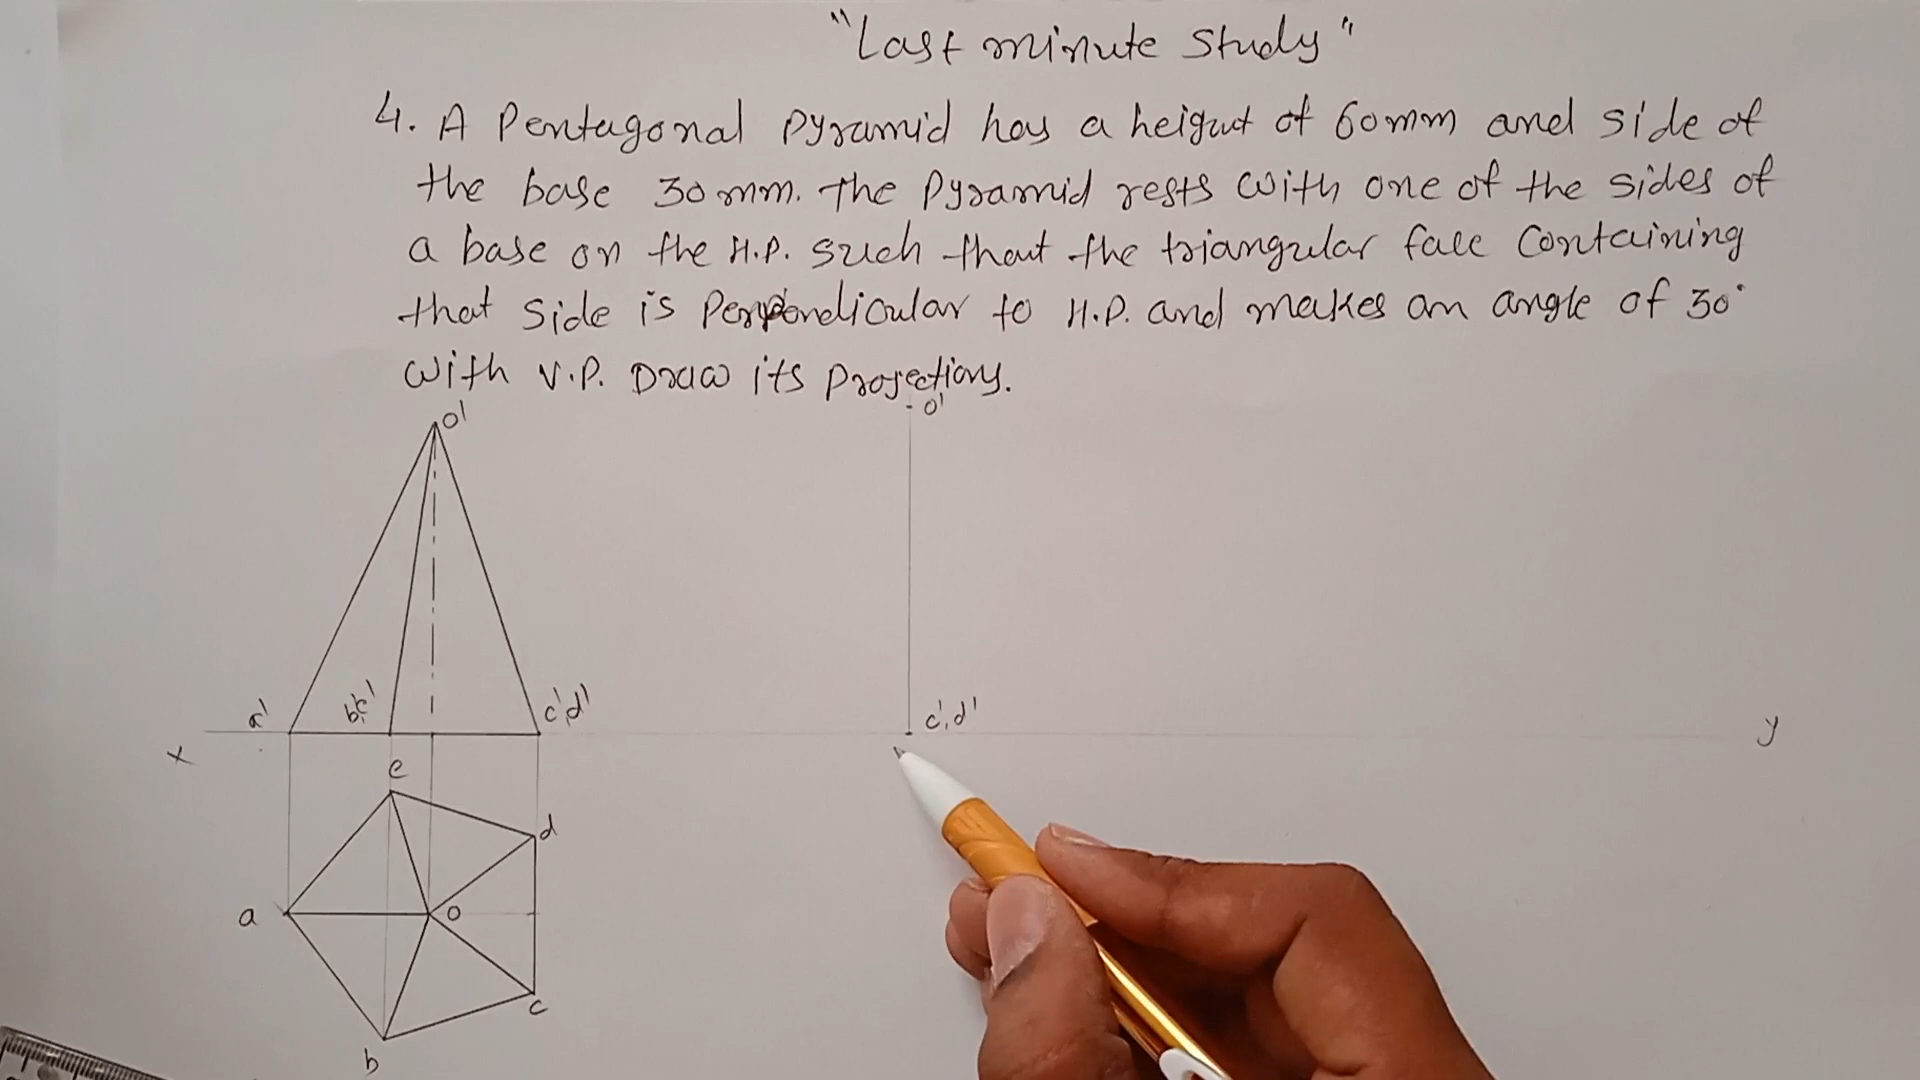 "Last minute study"
4. A Pentagonal pyramid has a height of 60mm and side of
the base 30mm. The pyramid rests with one of the sides of
a base on the H.P. such that the triangular face containing
that side is Perpendicular to H.P. and makes an angle of 30°
with V.P. Draw its projections.
o' o'
a' b'e' c'd' c',d'
x y
e
d
a o
c
b